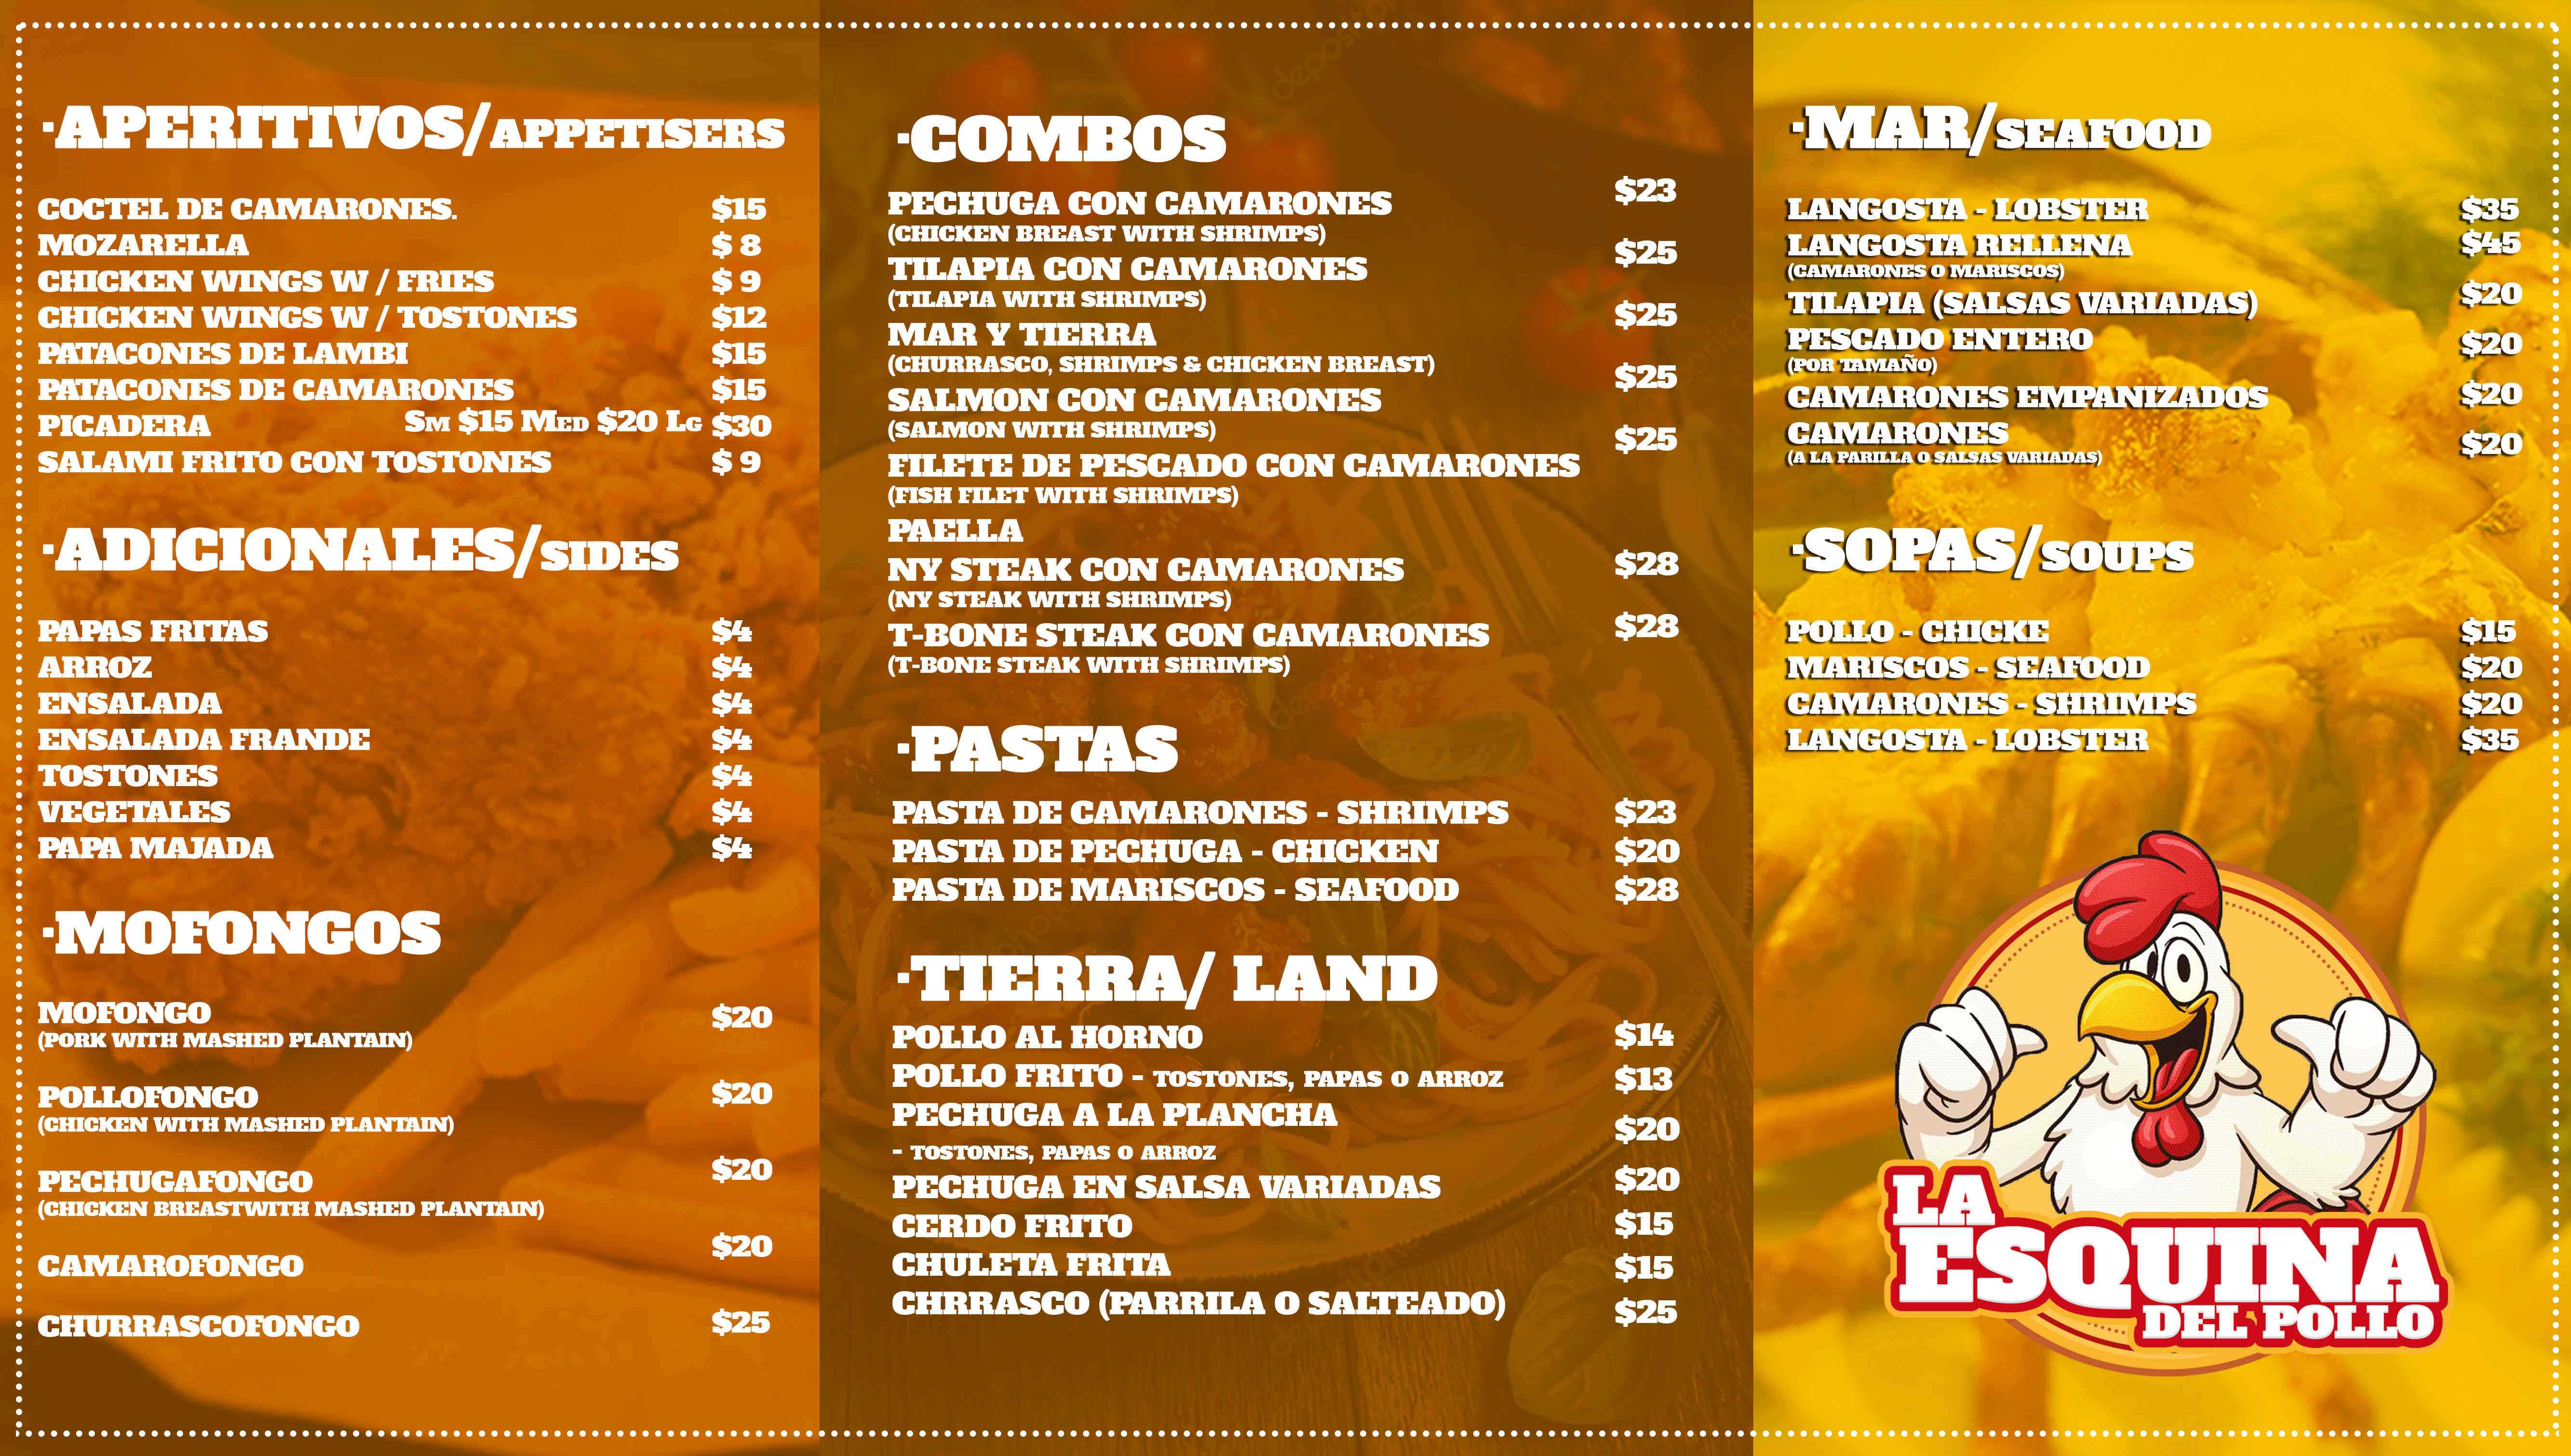 ·APERITIVOS/APPETISERS
COCTEL DE CAMARONES. $15
MOZARELLA $ 8
CHICKEN WINGS W / FRIES $ 9
CHICKEN WINGS W / TOSTONES $12
PATACONES DE LAMBI $15
PATACONES DE CAMARONES $15
PICADERA SM $15 MED $20 LG $30
SALAMI FRITO CON TOSTONES $ 9
·ADICIONALES/SIDES
PAPAS FRITAS $4
ARROZ $4
ENSALADA $4
ENSALADA FRANDE $4
TOSTONES $4
VEGETALES $4
PAPA MAJADA $4
·MOFONGOS
MOFONGO $20
(PORK WITH MASHED PLANTAIN)
POLLOFONGO $20
(CHICKEN WITH MASHED PLANTAIN)
PECHUGAFONGO $20
(CHICKEN BREASTWITH MASHED PLANTAIN)
CAMAROFONGO $20
CHURRASCOFONGO $25
·COMBOS
PECHUGA CON CAMARONES $23
(CHICKEN BREAST WITH SHRIMPS)
TILAPIA CON CAMARONES $25
(TILAPIA WITH SHRIMPS)
MAR Y TIERRA $25
(CHURRASCO, SHRIMPS & CHICKEN BREAST)
SALMON CON CAMARONES $25
(SALMON WITH SHRIMPS)
FILETE DE PESCADO CON CAMARONES $25
(FISH FILET WITH SHRIMPS)
PAELLA
NY STEAK CON CAMARONES $28
(NY STEAK WITH SHRIMPS)
T-BONE STEAK CON CAMARONES $28
(T-BONE STEAK WITH SHRIMPS)
·PASTAS
PASTA DE CAMARONES - SHRIMPS $23
PASTA DE PECHUGA - CHICKEN $20
PASTA DE MARISCOS - SEAFOOD $28
·TIERRA/ LAND
POLLO AL HORNO $14
POLLO FRITO - TOSTONES, PAPAS O ARROZ $13
PECHUGA A LA PLANCHA $20
- TOSTONES, PAPAS O ARROZ
PECHUGA EN SALSA VARIADAS $20
CERDO FRITO $15
CHULETA FRITA $15
CHRRASCO (PARRILA O SALTEADO) $25
·MAR/SEAFOOD
LANGOSTA - LOBSTER $35
LANGOSTA RELLENA $45
(CAMARONES O MARISCOS)
TILAPIA (SALSAS VARIADAS) $20
PESCADO ENTERO $20
(POR TAMAÑO)
CAMARONES EMPANIZADOS $20
CAMARONES $20
(A LA PARILLA O SALSAS VARIADAS)
·SOPAS/SOUPS
POLLO - CHICKE $15
MARISCOS - SEAFOOD $20
CAMARONES - SHRIMPS $20
LANGOSTA - LOBSTER $35
LA
ESQUINA
DEL POLLO